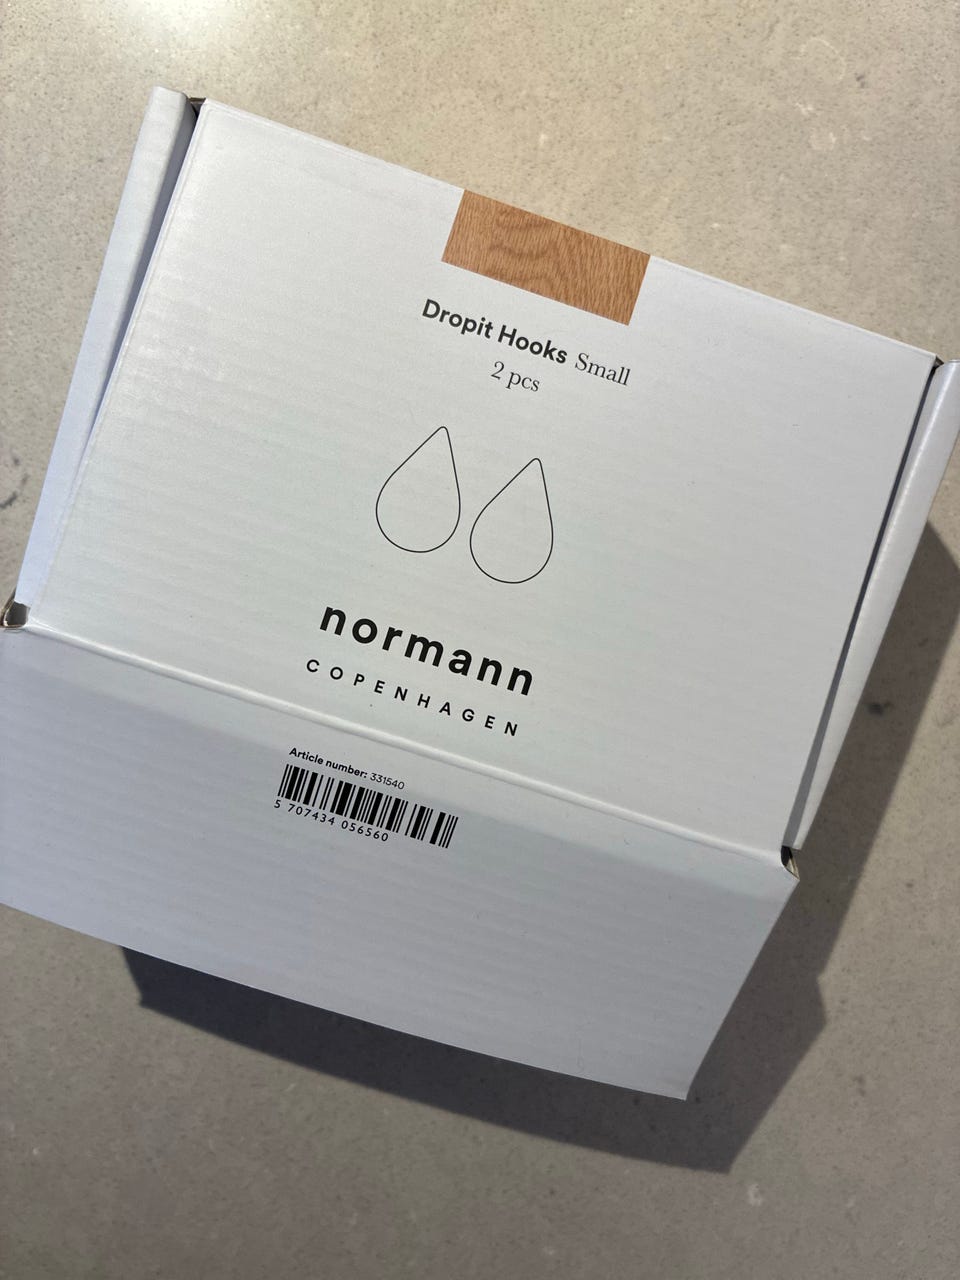 Dropit Hooks Small
2 pcs
normann
COPENHAGEN
Article number: 331540
5 707434 056560